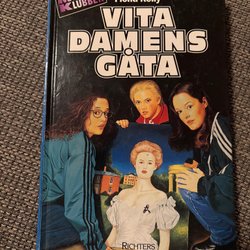 KLUBBEN
Fiona Kelly
VITA
DAMENS
GÅTA
RICHTERS